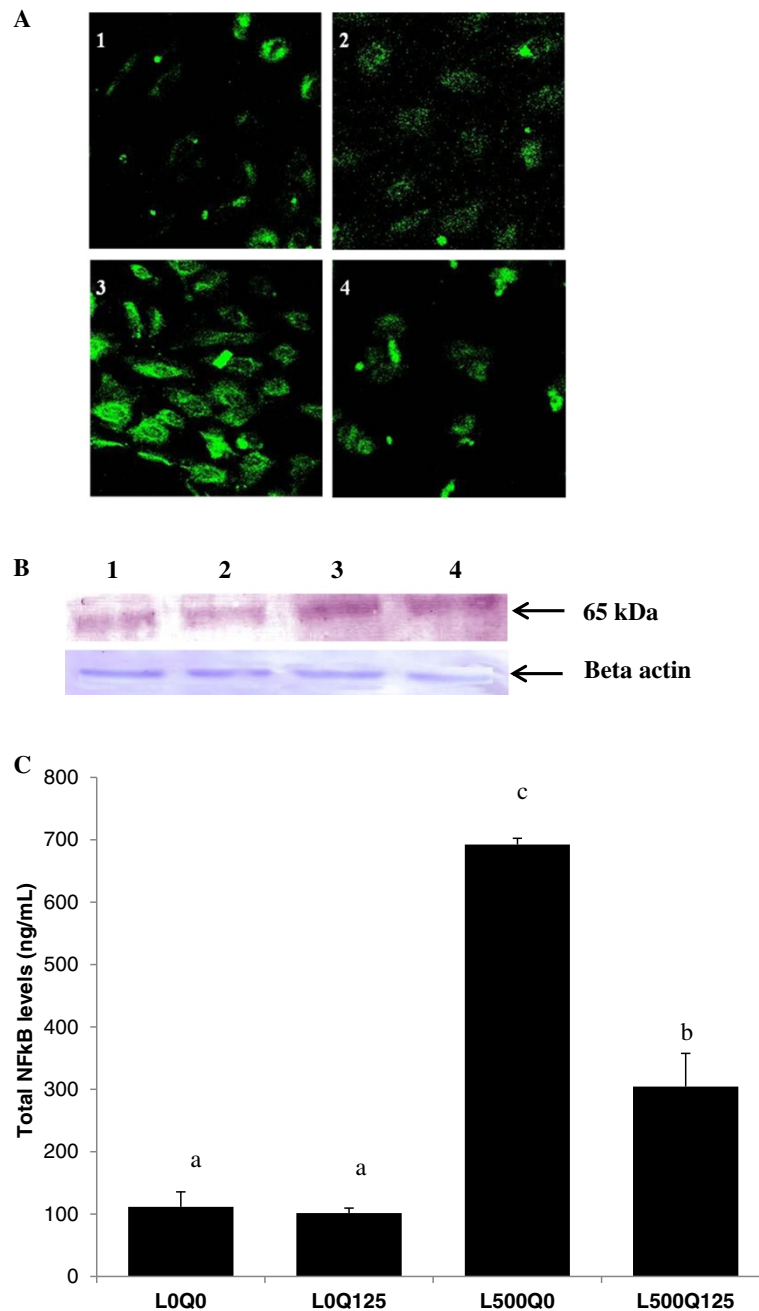 A
1
2
3
4
B
1 2 3 4
65 kDa
Beta actin
C
Total NFkB levels (ng/mL)
800
700
600
500
400
300
200
100
0
a
a
c
b
L0Q0 L0Q125 L500Q0 L500Q125